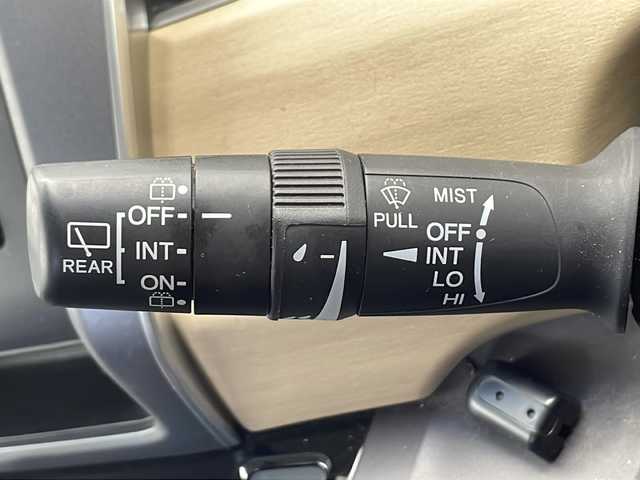 OFF
INT
ON
REAR
PULL
MIST
OFF
INT
LO
HI